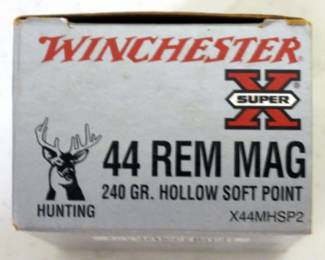 WINCHESTER
X
SUPER
®
44 REM MAG
240 GR. HOLLOW SOFT POINT
HUNTING
X44MHSP2